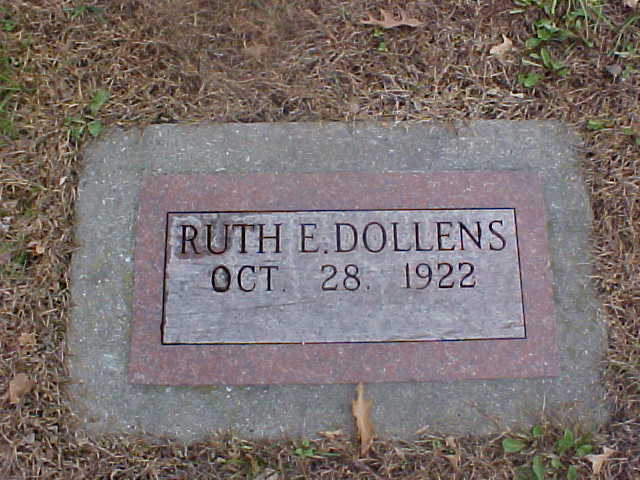 RUTH E. DOLLENS
OCT. 28. 1922